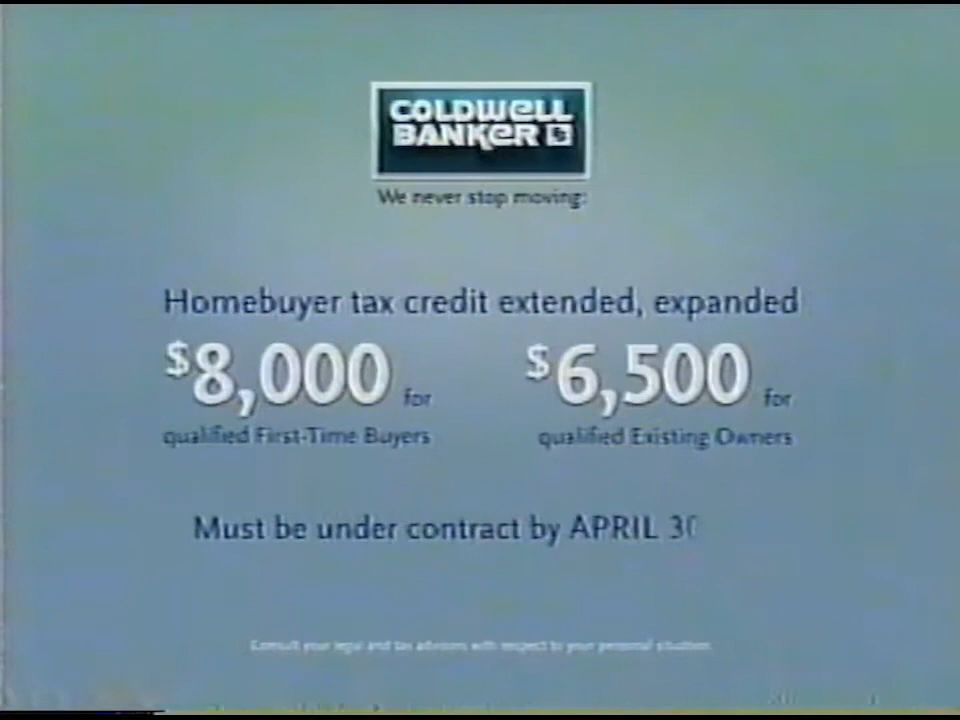 COLDWELL
BANKER
We never stop moving.
Homebuyer tax credit extended, expanded
$8,000 for $6,500 for
qualified First-Time Buyers qualified Existing Owners
Must be under contract by APRIL 30
Consult your legal and tax advisors with respect to your personal situation.